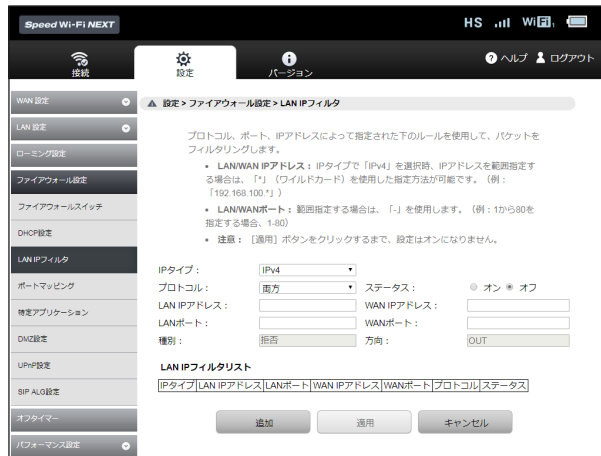 Speed Wi-Fi NEXT
HS WiFi
接続
設定
バージョン
ヘルプ ログアウト
WAN 設定
LAN 設定
ローミング設定
ファイアウォール設定
ファイアウォールスイッチ
DHCP設定
LAN IPフィルタ
ポートマッピング
特定アプリケーション
DMZ設定
UPnP設定
SIP ALG設定
オフタイマー
パフォーマンス設定
設定 > ファイアウォール設定 > LAN IPフィルタ
プロトコル、ポート、IPアドレスによって指定された下のルールを使用して、パケットを
フィルタリングします。
• LAN/WAN IPアドレス： IPタイプで「IPv4」を選択時、IPアドレスを範囲指定す
る場合は、「*」（ワイルドカード）を使用した指定方法が可能です。（例：
「192.168.100.*」）
• LAN/WANポート： 範囲指定する場合は、「-」を使用します。（例：1から80を
指定する場合、1-80）
• 注意： ［適用］ボタンをクリックするまで、設定はオンになりません。
IPタイプ： IPv4
プロトコル： 両方 ステータス： オン オフ
LAN IPアドレス： WAN IPアドレス：
LANポート： WANポート：
種別： 拒否 方向： OUT
LAN IPフィルタリスト
IPタイプ LAN IPアドレス LANポート WAN IPアドレス WANポート プロトコル ステータス
追加 適用 キャンセル